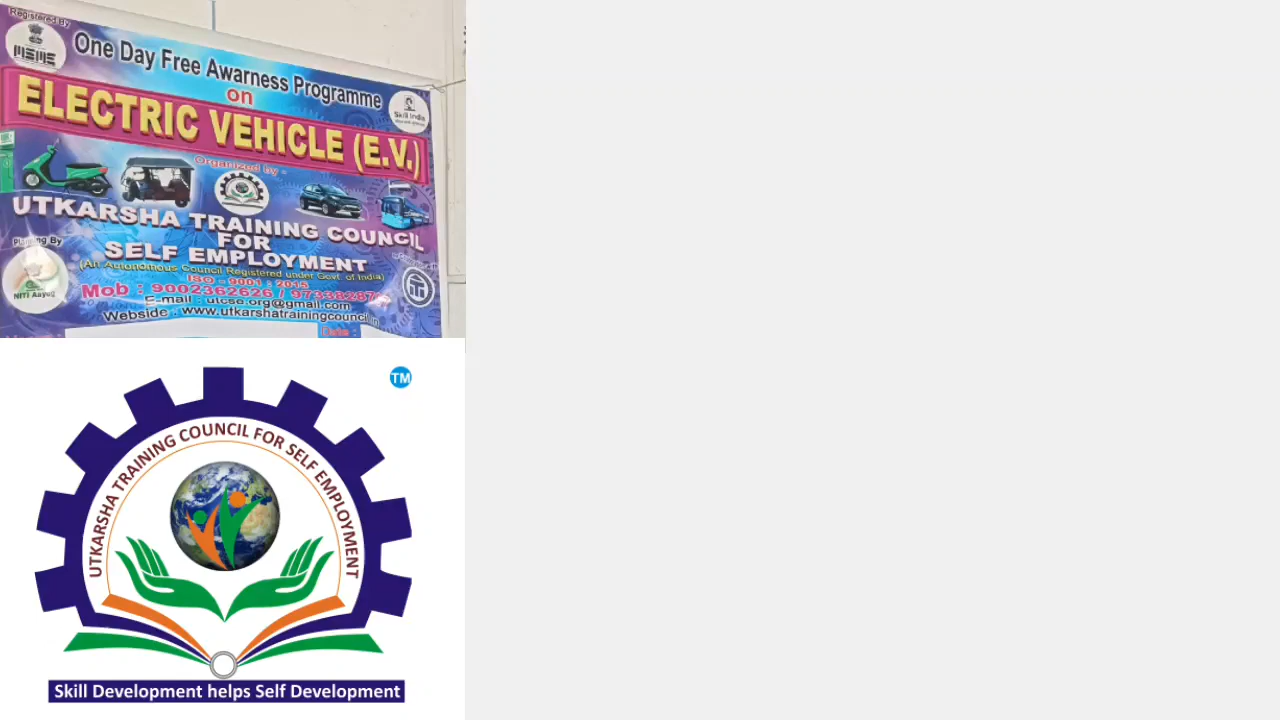 Registered By
MSME
One Day Free Awarness Programme
on
Skill India
ELECTRIC VEHICLE (E.V.)
Organized by -
UTKARSHA TRAINING COUNCIL
FOR
SELF EMPLOYMENT
(An Autonomous Council Registered under Govt. of India)
ISO - 9001 : 2015
NITI Aayog
Mob : 9002362626 /
E-mail : utcse.org@gmail.com
Webside : www.utkarshatrainingcouncil.in
Date :
TM
UTKARSHA TRAINING COUNCIL FOR SELF EMPLOYMENT
Skill Development helps Self Development